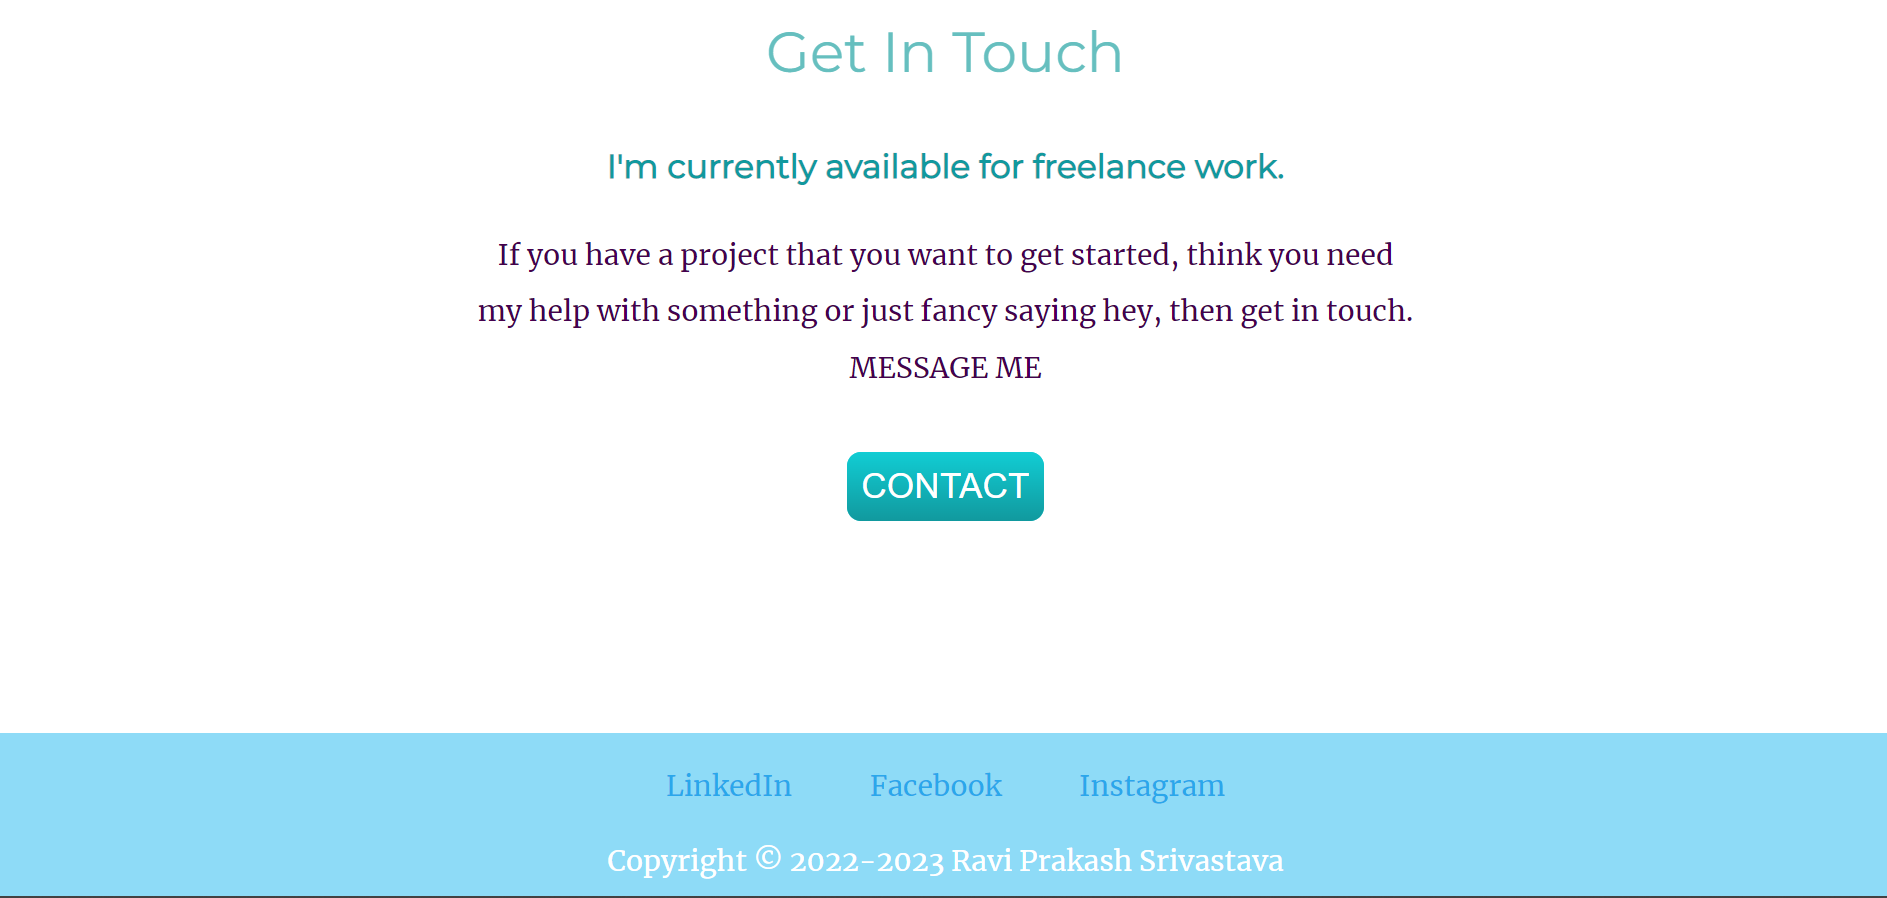 Get In Touch
I'm currently available for freelance work.
If you have a project that you want to get started, think you need
my help with something or just fancy saying hey, then get in touch.
MESSAGE ME
CONTACT
LinkedIn Facebook Instagram
Copyright © 2022-2023 Ravi Prakash Srivastava